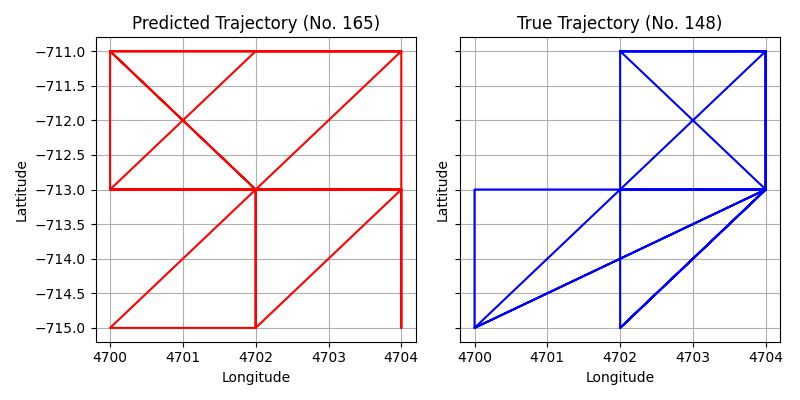 Predicted Trajectory (No. 165)
True Trajectory (No. 148)
−711.0
−711.5
−712.0
−712.5
−713.0
−713.5
−714.0
−714.5
−715.0
Lattitude
Lattitude
4700 4701 4702 4703 4704
4700 4701 4702 4703 4704
Longitude
Longitude